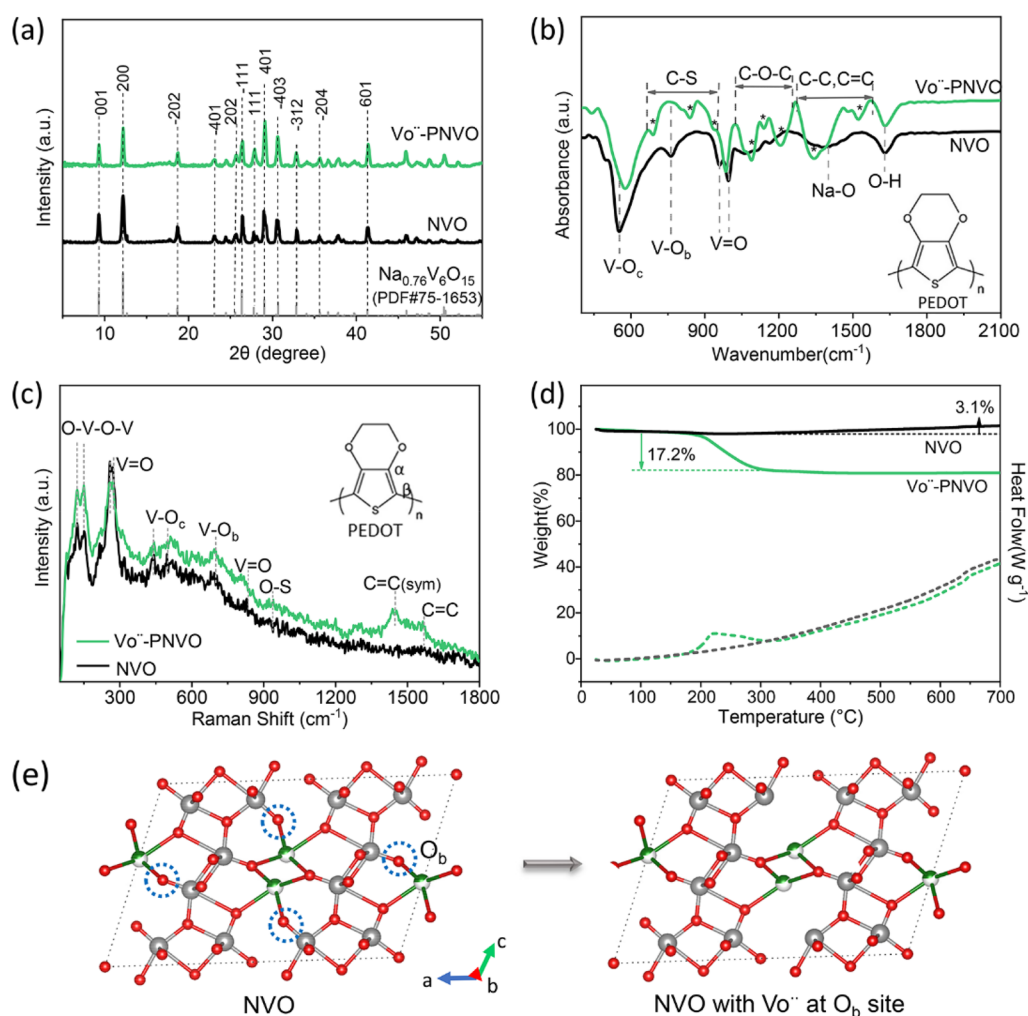 (a)
Intensity (a.u.)
001
200
-202
-401
202
-111
111
401
-403
-312
-204
601
Vo¨-PNVO
NVO
Na0.76V6O15
(PDF#75-1653)
10 20 30 40 50
2θ (degree)
(b)
Absorbance (a.u.)
C-S
C-O-C
C-C,C=C
Vo¨-PNVO
NVO
* * * * * * * *
V-Oc
V-Ob
V=O
Na-O
O-H
O O
S
n
PEDOT
600 900 1200 1500 1800 2100
Wavenumber(cm-1)
(c)
Intensity (a.u.)
O-V-O-V
V=O
V-Oc
V-Ob
V=O
O-S
C=C(sym)
C=C
O O
α
β
S
n
PEDOT
Vo¨-PNVO
NVO
300 600 900 1200 1500 1800
Raman Shift (cm-1)
(d)
Weight(%)
100
80
60
40
20
0
17.2%
3.1%
NVO
Vo¨-PNVO
Heat Folw(W g-1)
0 100 200 300 400 500 600 700
Temperature (°C)
(e)
Ob
a
b
c
NVO
NVO with Vo¨ at Ob site